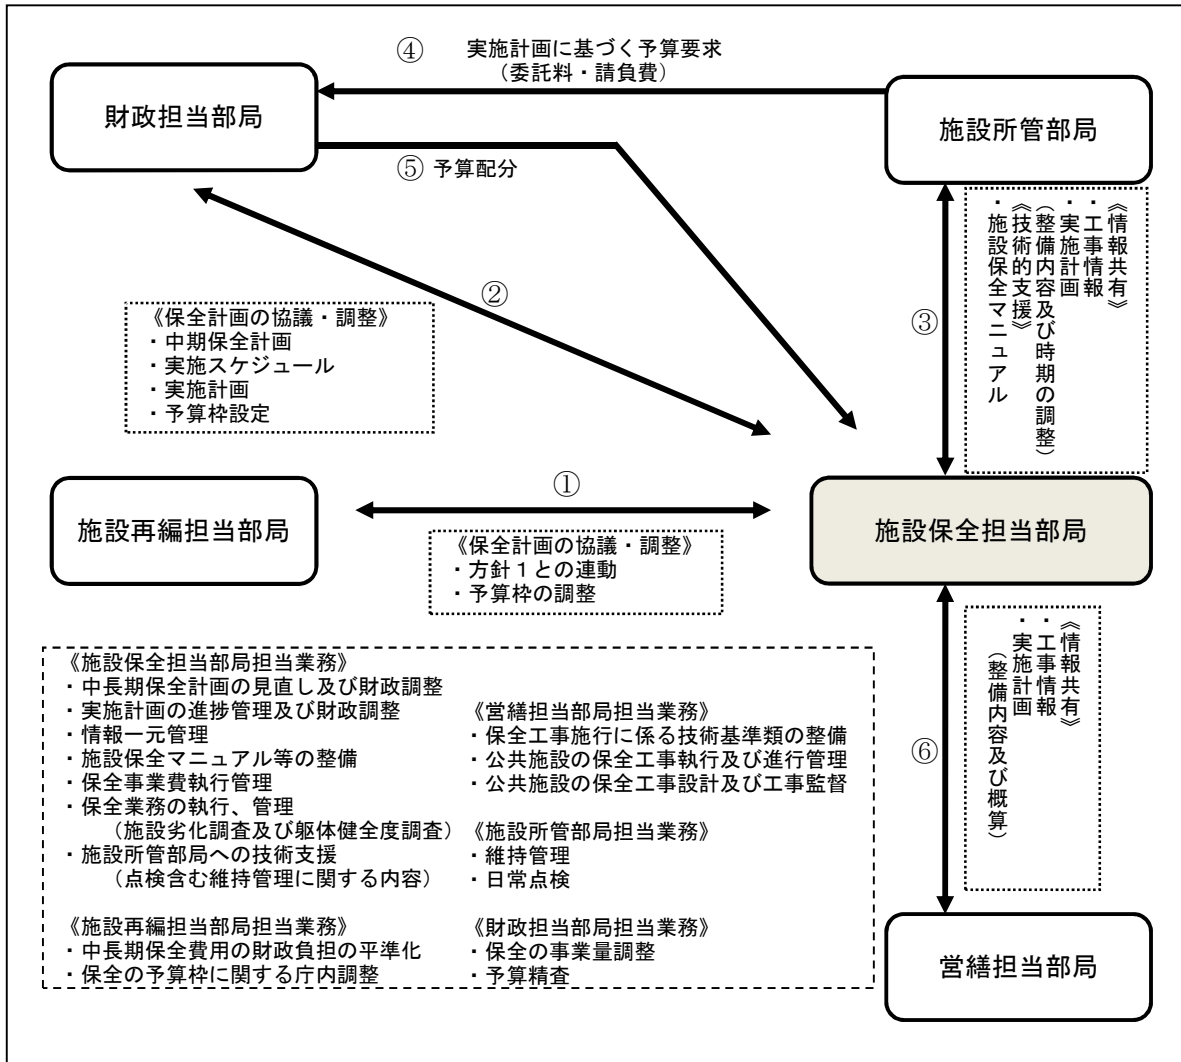 ④
実施計画に基づく予算要求
（委託料・請負費）
財政担当部局
施設所管部局
⑤ 予算配分
②
《保全計画の協議・調整》
・中期保全計画
・実施スケジュール
・実施計画
・予算枠設定
③
《情報共有》
・工事情報
・実施計画
（整備内容及び時期の調整）
《技術的支援》
・施設保全マニュアル
①
施設再編担当部局
施設保全担当部局
《保全計画の協議・調整》
・方針１との連動
・予算枠の調整
⑥
《情報共有》
・工事情報
・実施計画
（整備内容及び概算）
《施設保全担当部局担当業務》
・中長期保全計画の見直し及び財政調整
・実施計画の進捗管理及び財政調整
・情報一元管理
・施設保全マニュアル等の整備
・保全事業費執行管理
・保全業務の執行、管理
（施設劣化調査及び躯体健全度調査）
・施設所管部局への技術支援
（点検含む維持管理に関する内容）
《施設再編担当部局担当業務》
・中長期保全費用の財政負担の平準化
・保全の予算枠に関する庁内調整
《営繕担当部局担当業務》
・保全工事施行に係る技術基準類の整備
・公共施設の保全工事執行及び進行管理
・公共施設の保全工事設計及び工事監督
《施設所管部局担当業務》
・維持管理
・日常点検
《財政担当部局担当業務》
・保全の事業量調整
・予算精査
営繕担当部局